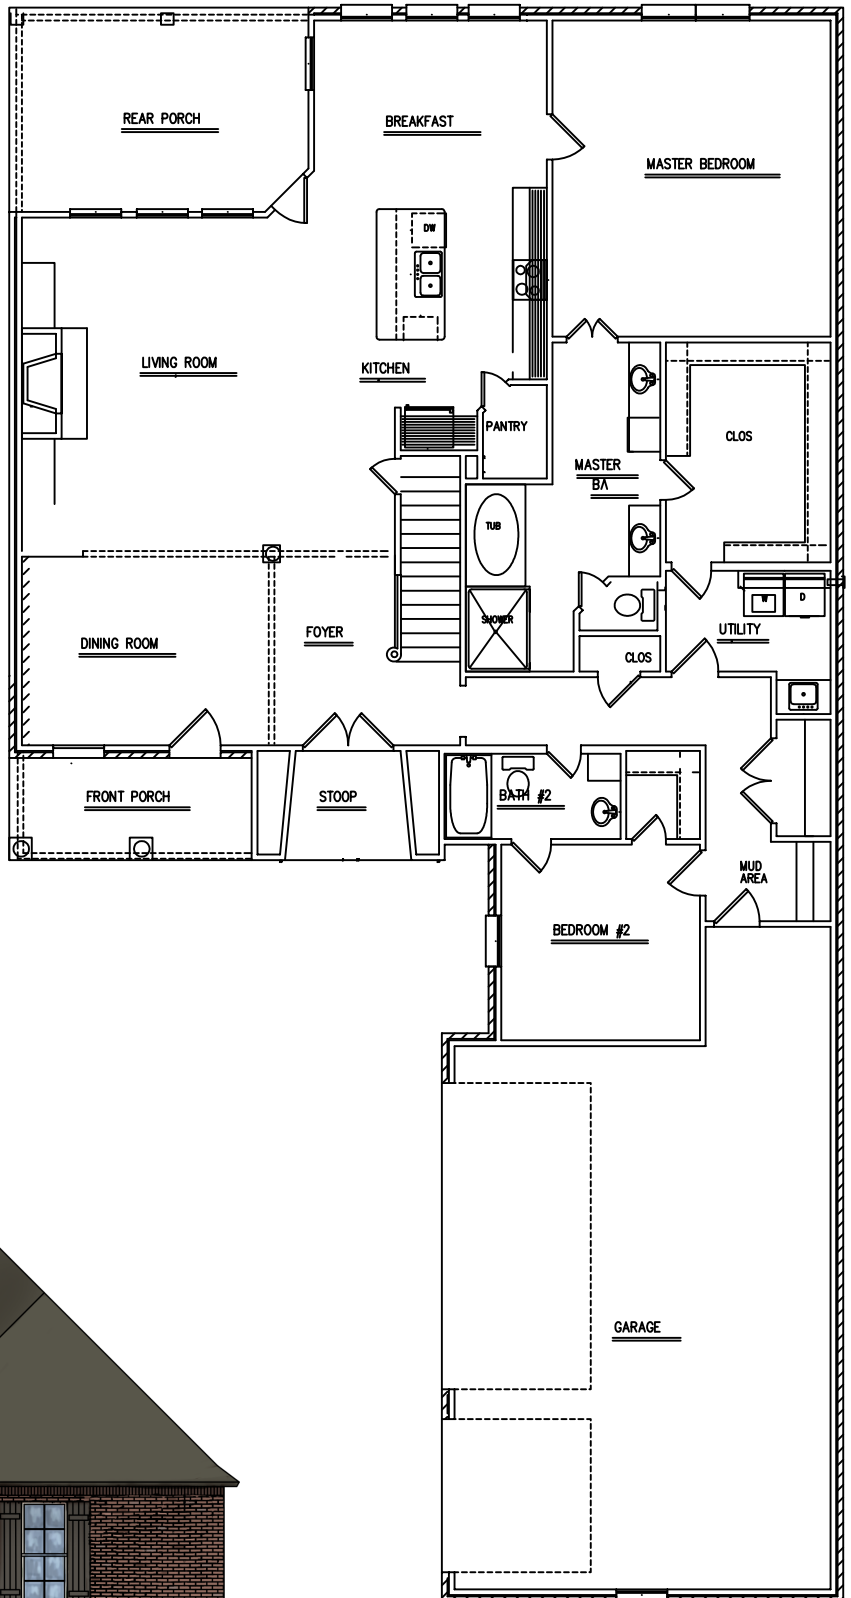 REAR PORCH
BREAKFAST
MASTER BEDROOM
DW
LIVING ROOM
KITCHEN
PANTRY
CLOS
MASTER
BA
TUB
SHOWER
W
D
DINING ROOM
FOYER
UTILITY
CLOS
FRONT PORCH
STOOP
BATH #2
MUD
AREA
BEDROOM #2
GARAGE